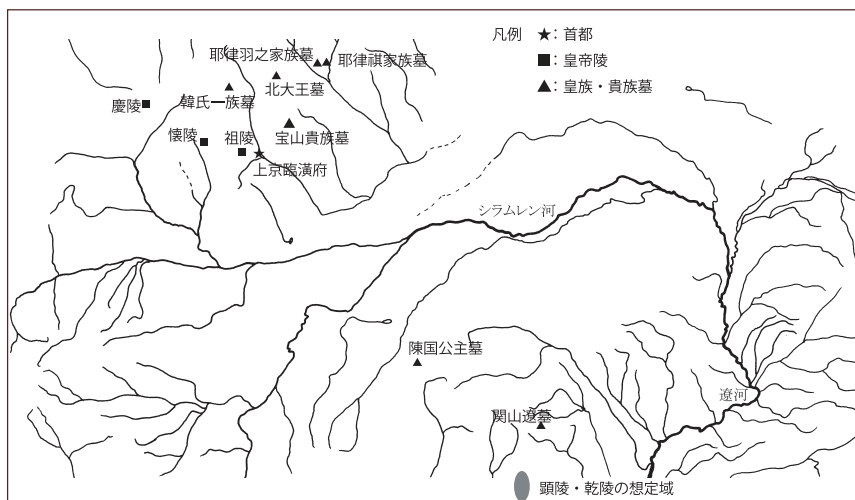 凡例 ★：首都
■：皇帝陵
▲：皇族・貴族墓
耶律羽之家族墓
耶律祺家族墓
北大王墓
慶陵
韓氏一族墓
懐陵
祖陵
宝山貴族墓
上京臨潢府
シラムレン河
陳国公主墓
遼河
関山遼墓
顕陵・乾陵の想定域